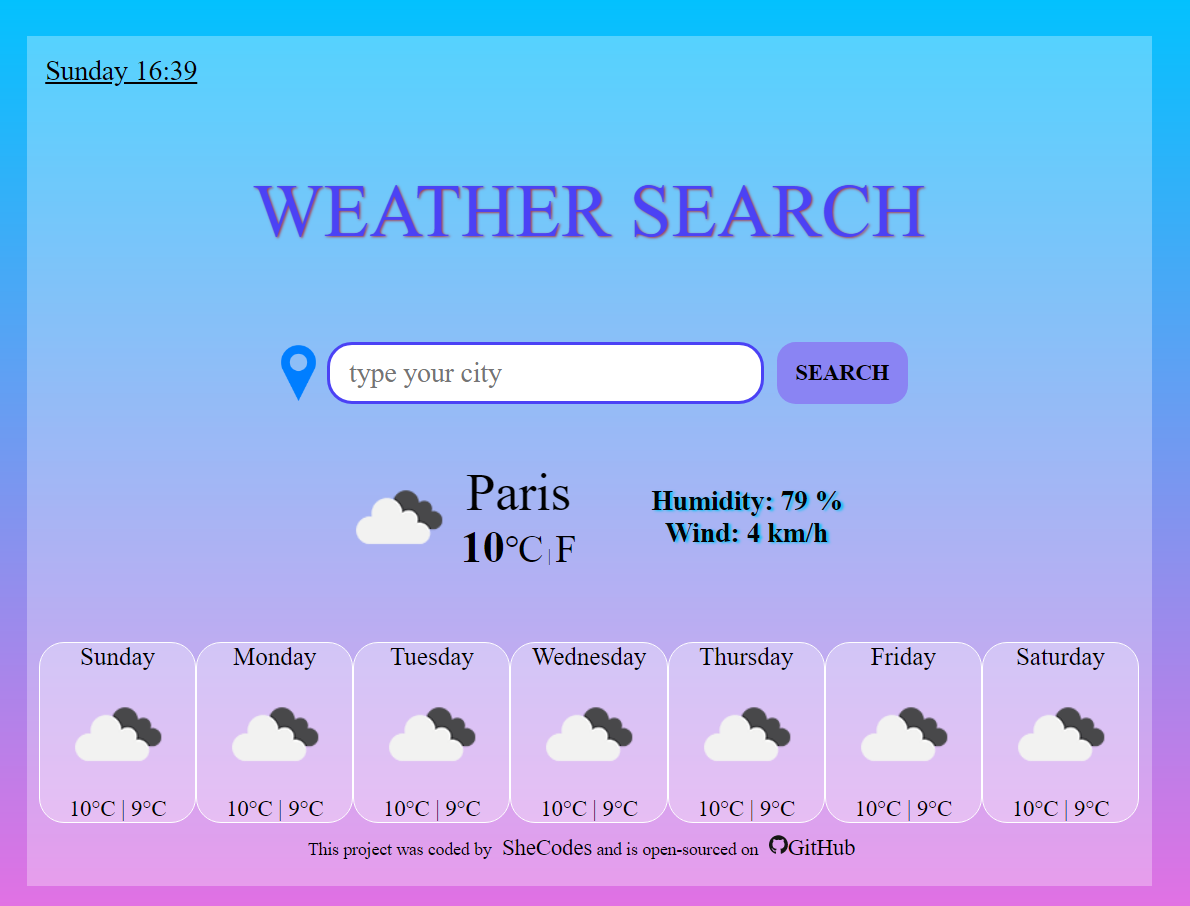 Sunday 16:39
WEATHER SEARCH
type your city
SEARCH
Paris
10°C | F
Humidity: 79 %
Wind: 4 km/h
Sunday
Monday
Tuesday
Wednesday
Thursday
Friday
Saturday
10°C | 9°C
10°C | 9°C
10°C | 9°C
10°C | 9°C
10°C | 9°C
10°C | 9°C
10°C | 9°C
This project was coded by SheCodes and is open-sourced on GitHub